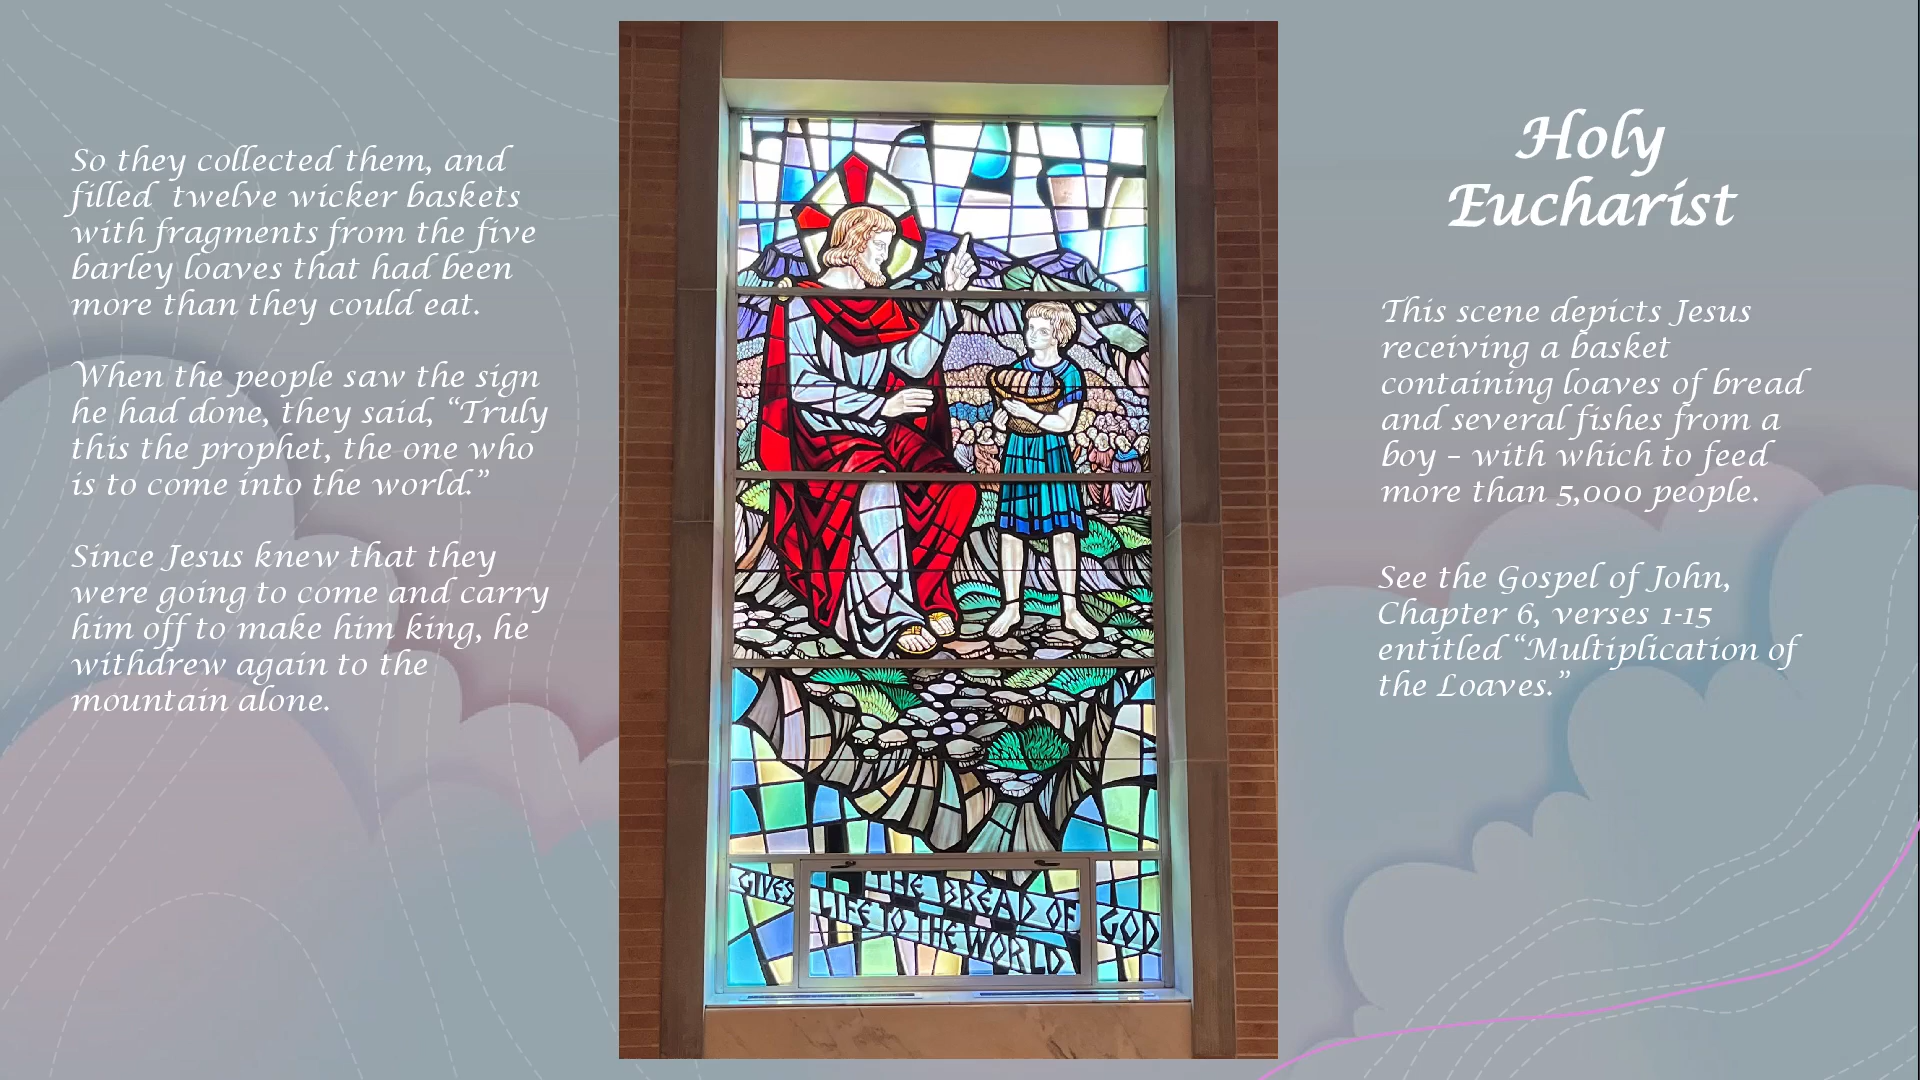 So they collected them, and
filled twelve wicker baskets
with fragments from the five
barley loaves that had been
more than they could eat.
When the people saw the sign
he had done, they said, “Truly
this the prophet, the one who
is to come into the world.”
Since Jesus knew that they
were going to come and carry
him off to make him king, he
withdrew again to the
mountain alone.
THE BREAD OF GOD
GIVES LIFE TO THE WORLD
Holy
Eucharist
This scene depicts Jesus
receiving a basket
containing loaves of bread
and several fishes from a
boy – with which to feed
more than 5,000 people.
See the Gospel of John,
Chapter 6, verses 1-15
entitled “Multiplication of
the Loaves.”